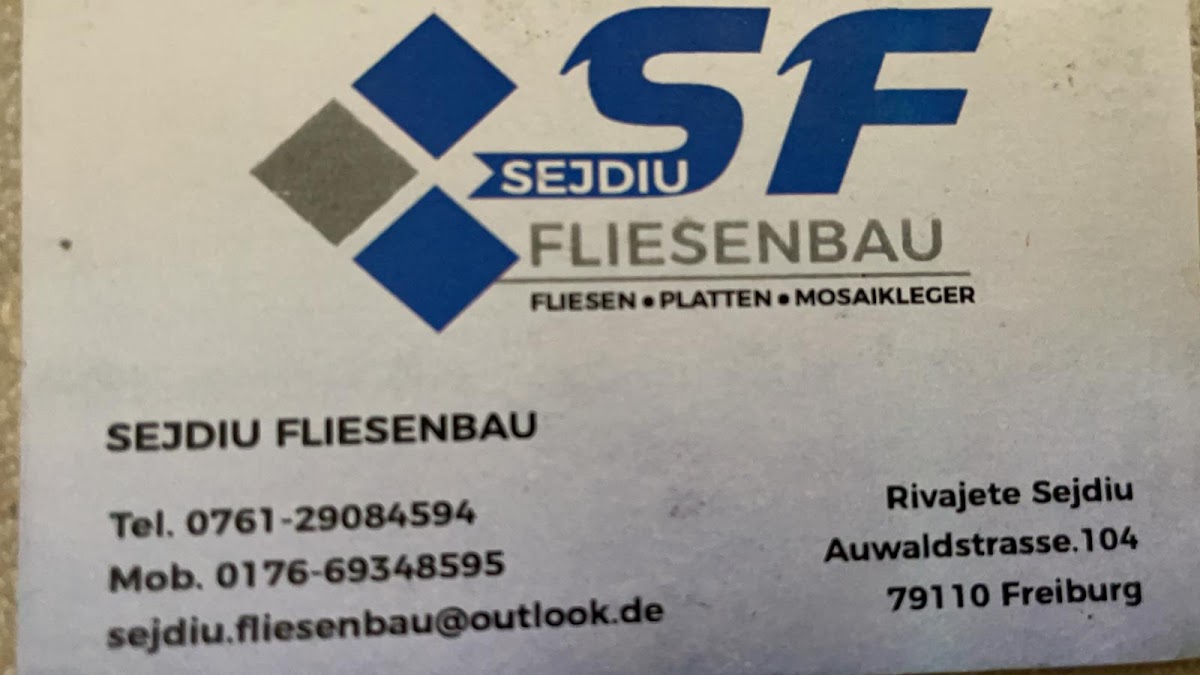 SF
SEJDIU
FLIESENBAU
FLIESEN • PLATTEN • MOSAIKLEGER
SEJDIU FLIESENBAU
Tel. 0761-29084594
Mob. 0176-69348595
sejdiu.fliesenbau@outlook.de
Rivajete Sejdiu
Auwaldstrasse.104
79110 Freiburg